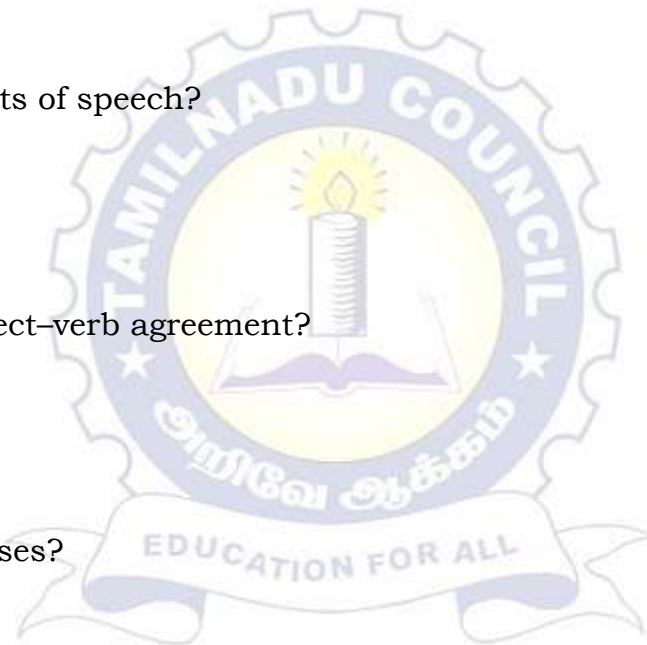 ts of speech?
TAMILNADU COUNCIL
ect–verb agreement?
அறிவே ஆக்கம்
ses?
EDUCATION FOR ALL